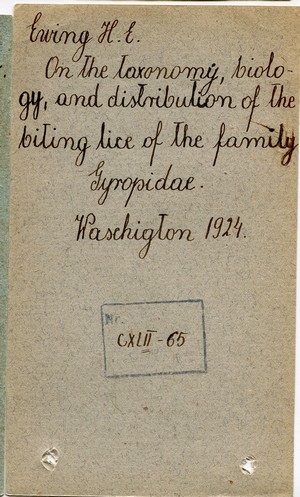 Ewing H. E.
On the taxonomy, biolo-
gy, and distribution of the
biting lice of the family
Gyropidae.
Waschigton 1924.
Nr.
CXLII - 65